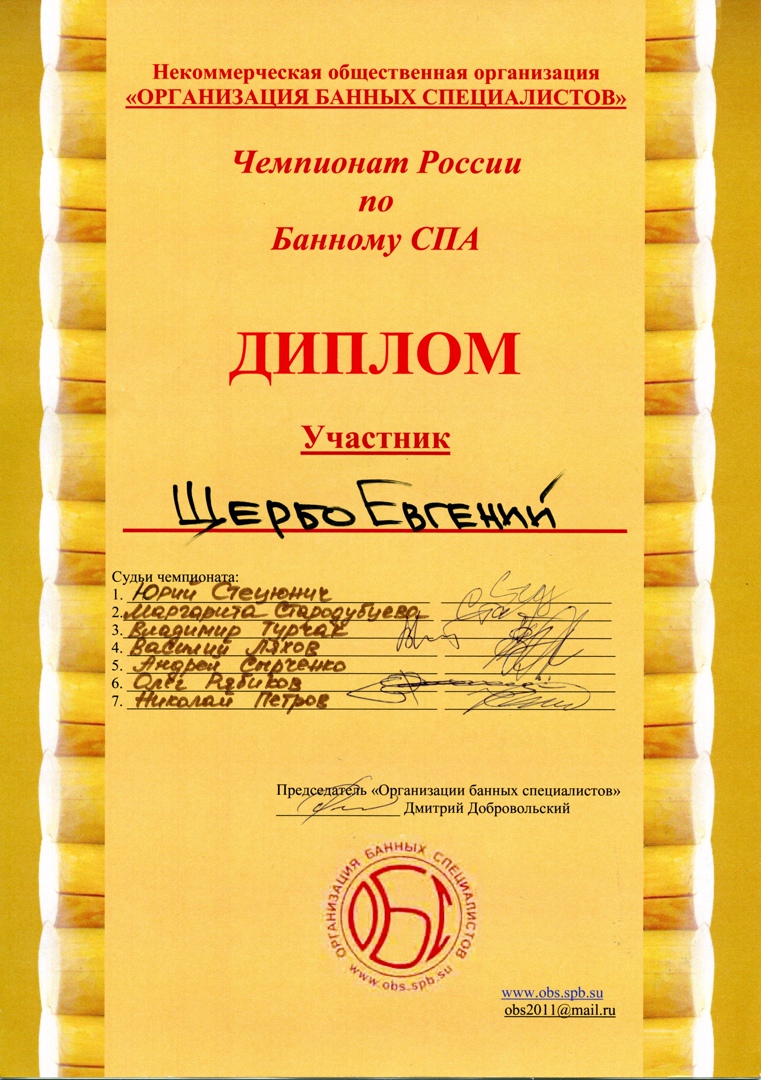 Некоммерческая общественная организация
«ОРГАНИЗАЦИЯ БАННЫХ СПЕЦИАЛИСТОВ»
Чемпионат России
по
Банному СПА
ДИПЛОМ
Участник
Щербо Евгений
Судьи чемпионата:
1. Юрий Стецюнич
2. Маргарита Стародубцева
3. Владимир Турчак
4. Василий Ляхов
5. Андрей Сырченко
6. Олег Рябиков
7. Николай Петров
Председатель «Организации банных специалистов»
Дмитрий Добровольский
ОРГАНИЗАЦИЯ БАННЫХ СПЕЦИАЛИСТОВ
ОБС
www.obs.spb.su
www.obs.spb.su
obs2011@mail.ru